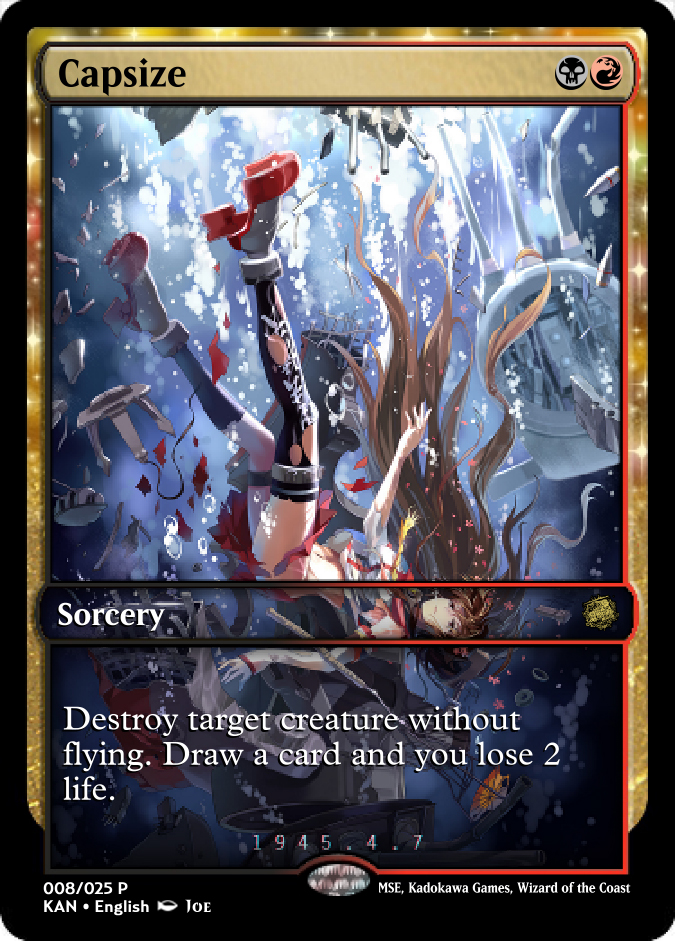 Capsize
Sorcery
Destroy target creature without
flying. Draw a card and you lose 2
life.
1945.4.7
008/025 P
MSE, Kadokawa Games, Wizard of the Coast
KAN • English JOE